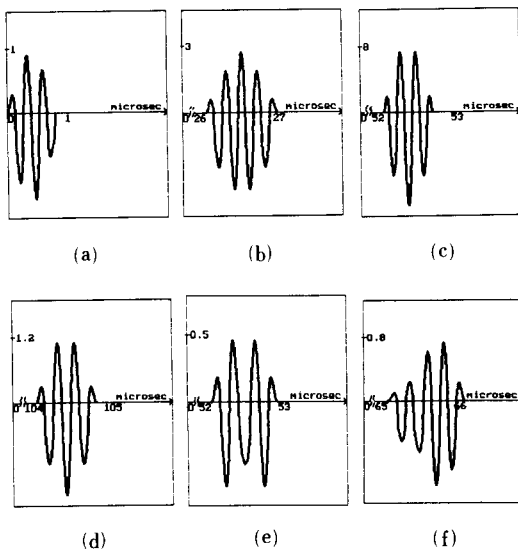 1
microsec
0 1
(a)
3
microsec
0 26 27
(b)
8
microsec
0 52 53
(c)
1.2
microsec
0 104 105
(d)
0.5
microsec
0 52 53
(e)
0.8
microsec
0 65 66
(f)